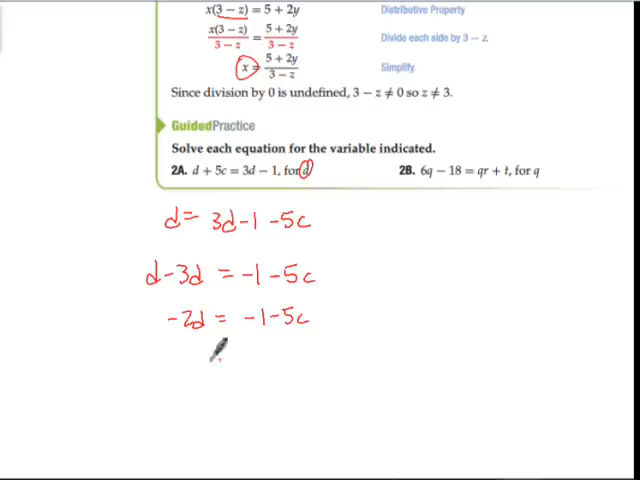 x(3 − z) = 5 + 2y Distributive Property
x(3 − z)/3 − z = 5 + 2y/3 − z Divide each side by 3 − z.
x = 5 + 2y/3 − z Simplify.
Since division by 0 is undefined, 3 − z ≠ 0 so z ≠ 3.
GuidedPractice
Solve each equation for the variable indicated.
2A. d + 5c = 3d − 1, for d 2B. 6q − 18 = qr + t, for q
d = 3d - 1 - 5c
d - 3d = -1 - 5c
-2d = -1 - 5c